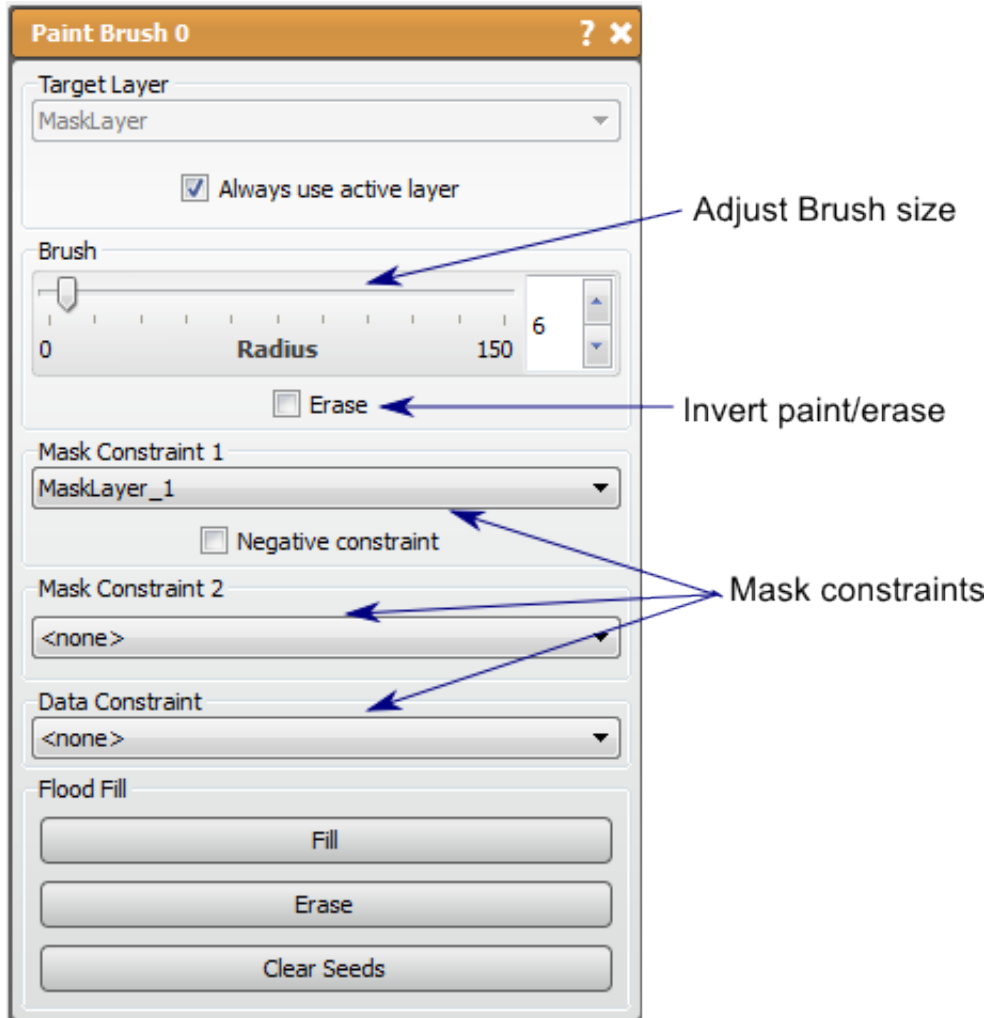 Paint Brush 0 ? ×
Target Layer
MaskLayer
Always use active layer
Adjust Brush size
Brush
6
0 Radius 150
Erase
Invert paint/erase
Mask Constraint 1
MaskLayer_1
Negative constraint
Mask Constraint 2
Mask constraints
<none>
Data Constraint
<none>
Flood Fill
Fill
Erase
Clear Seeds